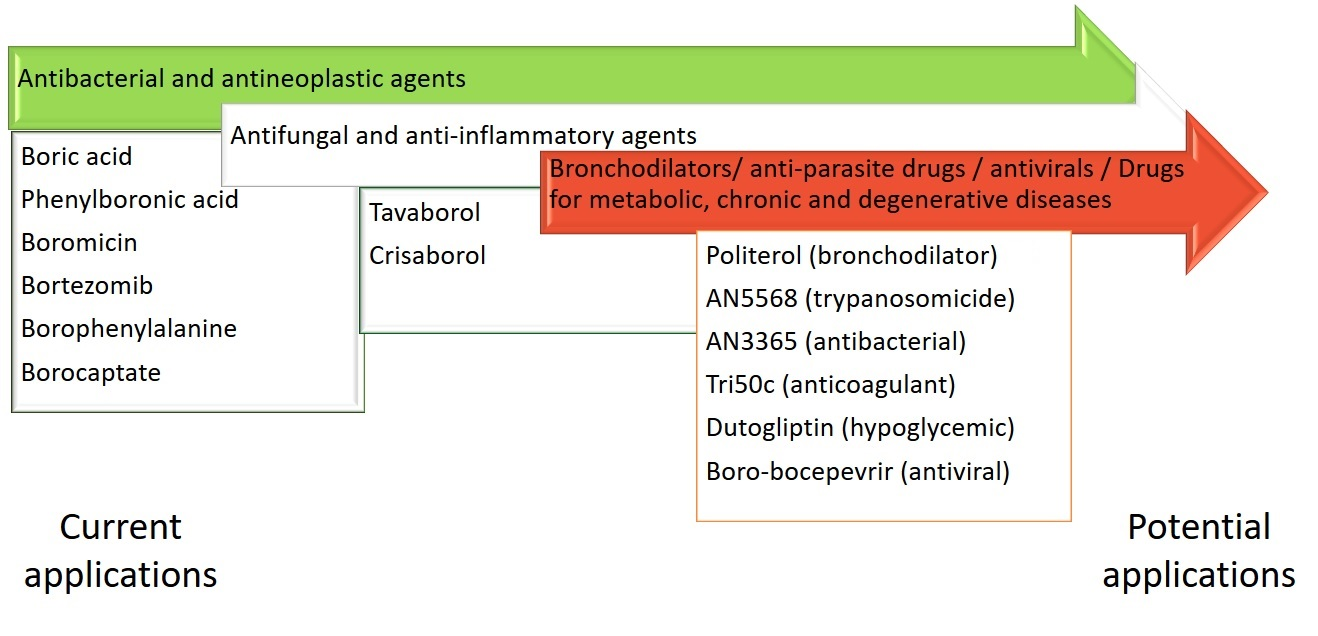 Antibacterial and antineoplastic agents
Antifungal and anti-inflammatory agents
Bronchodilators/ anti-parasite drugs / antivirals / Drugs
for metabolic, chronic and degenerative diseases
Boric acid
Phenylboronic acid
Boromicin
Bortezomib
Borophenylalanine
Borocaptate
Tavaborol
Crisaborol
Politerol (bronchodilator)
AN5568 (trypanosomicide)
AN3365 (antibacterial)
Tri50c (anticoagulant)
Dutogliptin (hypoglycemic)
Boro-bocepevrir (antiviral)
Current
applications
Potential
applications